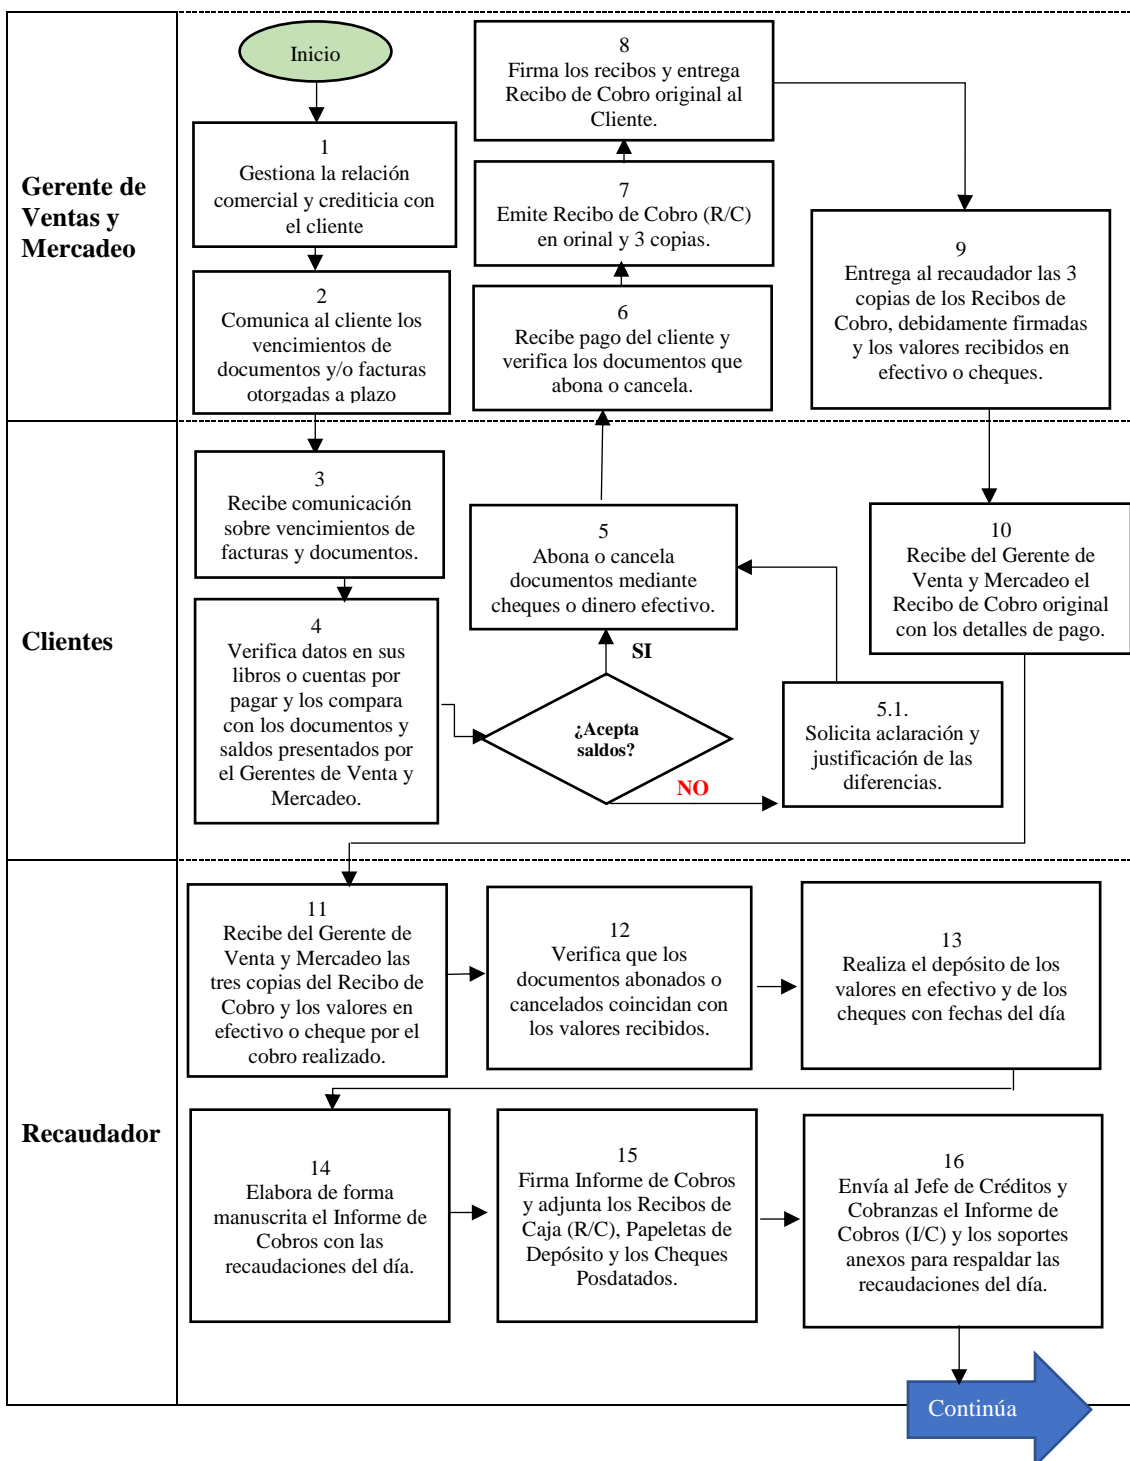 Gerente de
Ventas y
Mercadeo
Inicio
1
Gestiona la relación
comercial y crediticia con
el cliente
2
Comunica al cliente los
vencimientos de
documentos y/o facturas
otorgadas a plazo
8
Firma los recibos y entrega
Recibo de Cobro original al
Cliente.
7
Emite Recibo de Cobro (R/C)
en orinal y 3 copias.
6
Recibe pago del cliente y
verifica los documentos que
abona o cancela.
9
Entrega al recaudador las 3
copias de los Recibos de
Cobro, debidamente firmadas
y los valores recibidos en
efectivo o cheques.
Clientes
3
Recibe comunicación
sobre vencimientos de
facturas y documentos.
4
Verifica datos en sus
libros o cuentas por
pagar y los compara
con los documentos y
saldos presentados por
el Gerentes de Venta y
Mercadeo.
5
Abona o cancela
documentos mediante
cheques o dinero efectivo.
SI
¿Acepta
saldos?
NO
5.1.
Solicita aclaración y
justificación de las
diferencias.
10
Recibe del Gerente de
Venta y Mercadeo el
Recibo de Cobro original
con los detalles de pago.
Recaudador
11
Recibe del Gerente de
Venta y Mercadeo las
tres copias del Recibo de
Cobro y los valores en
efectivo o cheque por el
cobro realizado.
12
Verifica que los
documentos abonados o
cancelados coincidan con
los valores recibidos.
13
Realiza el depósito de los
valores en efectivo y de los
cheques con fechas del día
14
Elabora de forma
manuscrita el Informe de
Cobros con las
recaudaciones del día.
15
Firma Informe de Cobros
y adjunta los Recibos de
Caja (R/C), Papeletas de
Depósito y los Cheques
Posdatados.
16
Envía al Jefe de Créditos y
Cobranzas el Informe de
Cobros (I/C) y los soportes
anexos para respaldar las
recaudaciones del día.
Continúa